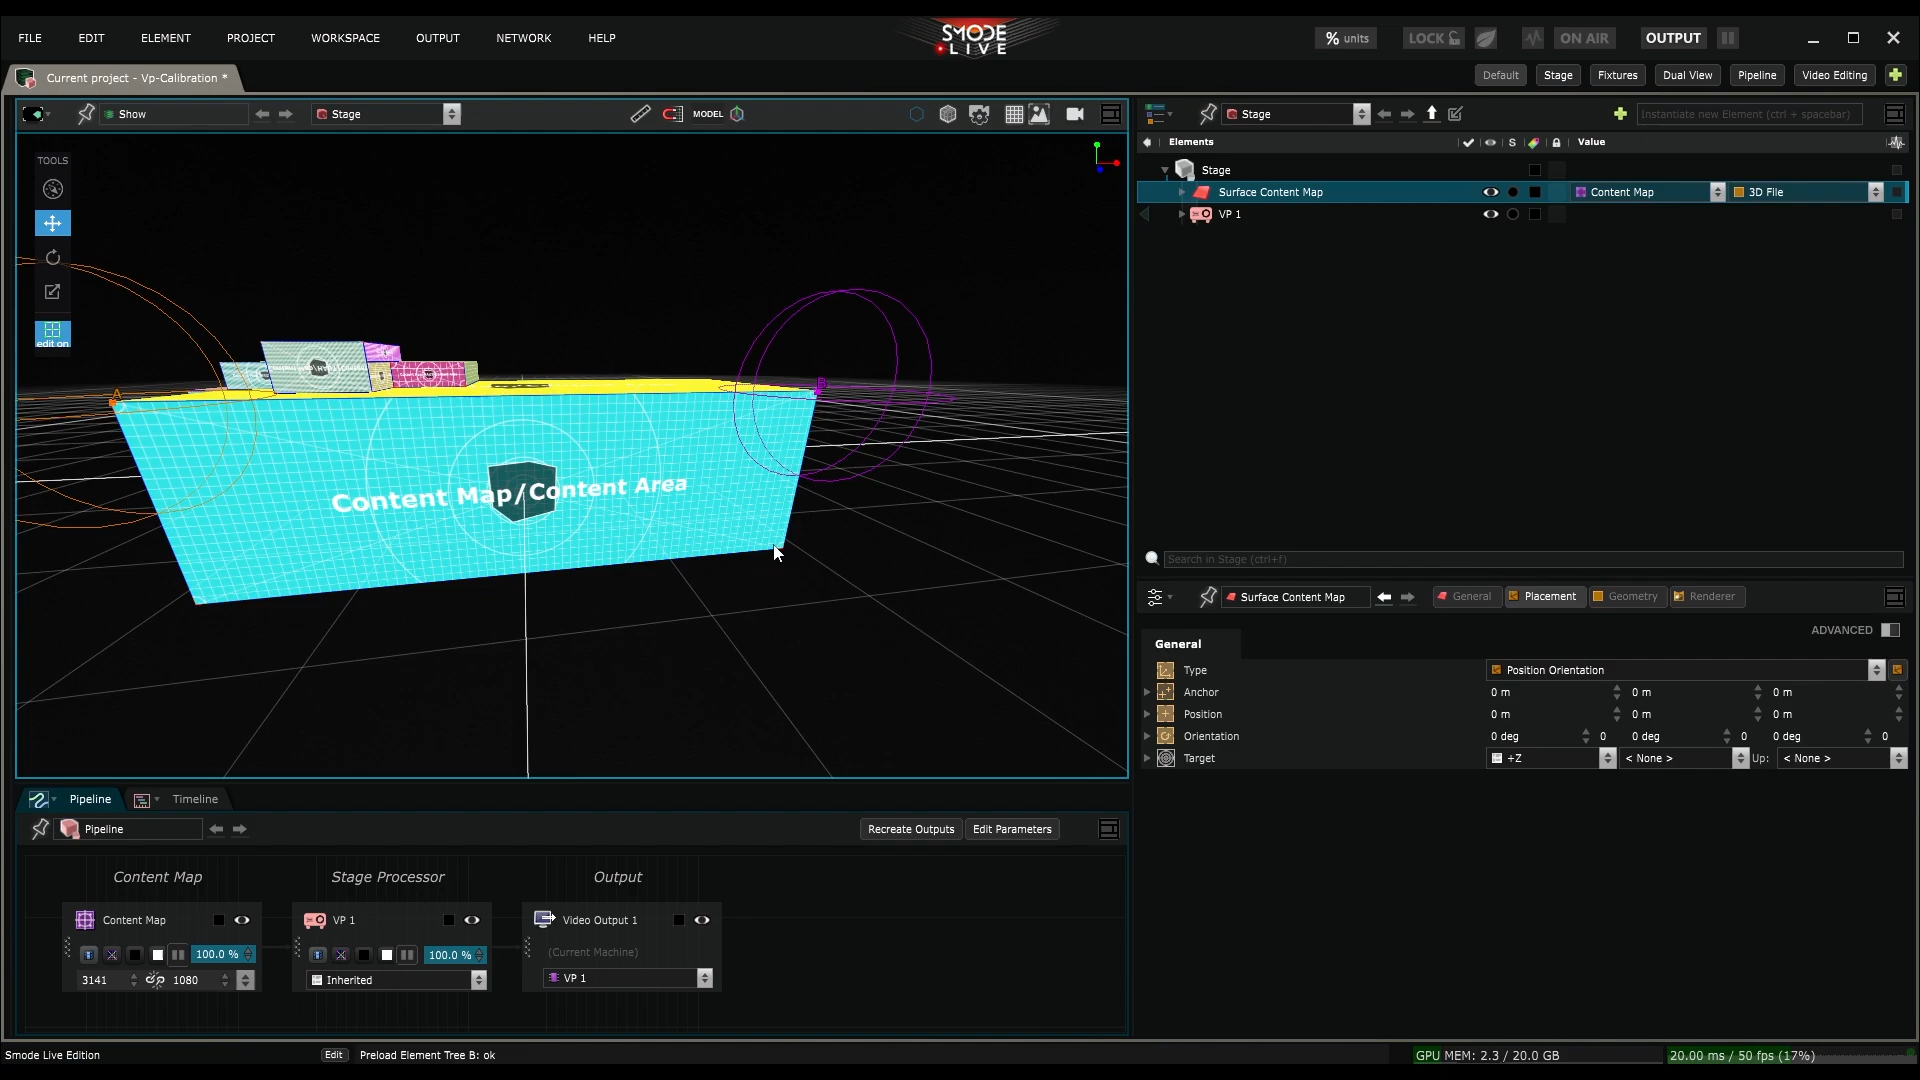 FILE EDIT ELEMENT PROJECT WORKSPACE OUTPUT NETWORK HELP
SMODE
LIVE
% units LOCK ON AIR OUTPUT
Current project - Vp-Calibration *
Default Stage Fixtures Dual View Pipeline Video Editing
Show Stage MODEL
Stage Instantiate new Element (ctrl + spacebar)
Elements S Value
TOOLS
edit on
Stage
Surface Content Map Content Map 3D File
VP 1
A
B
Content Map/Content Area
Search in Stage (ctrl+f)
Surface Content Map General Placement Geometry Renderer
ADVANCED
General
Type Position Orientation
Anchor 0 m 0 m 0 m
Position 0 m 0 m 0 m
Orientation 0 deg 0 0 deg 0 0 deg 0
Target +Z < None > Up: < None >
Pipeline Timeline
Pipeline Recreate Outputs Edit Parameters
Content Map Stage Processor Output
Content Map VP 1 Video Output 1
100.0 % 100.0 % (Current Machine)
3141 1080 Inherited VP 1
Smode Live Edition Edit Preload Element Tree B: ok GPU MEM: 2.3 / 20.0 GB 20.00 ms / 50 fps (17%)